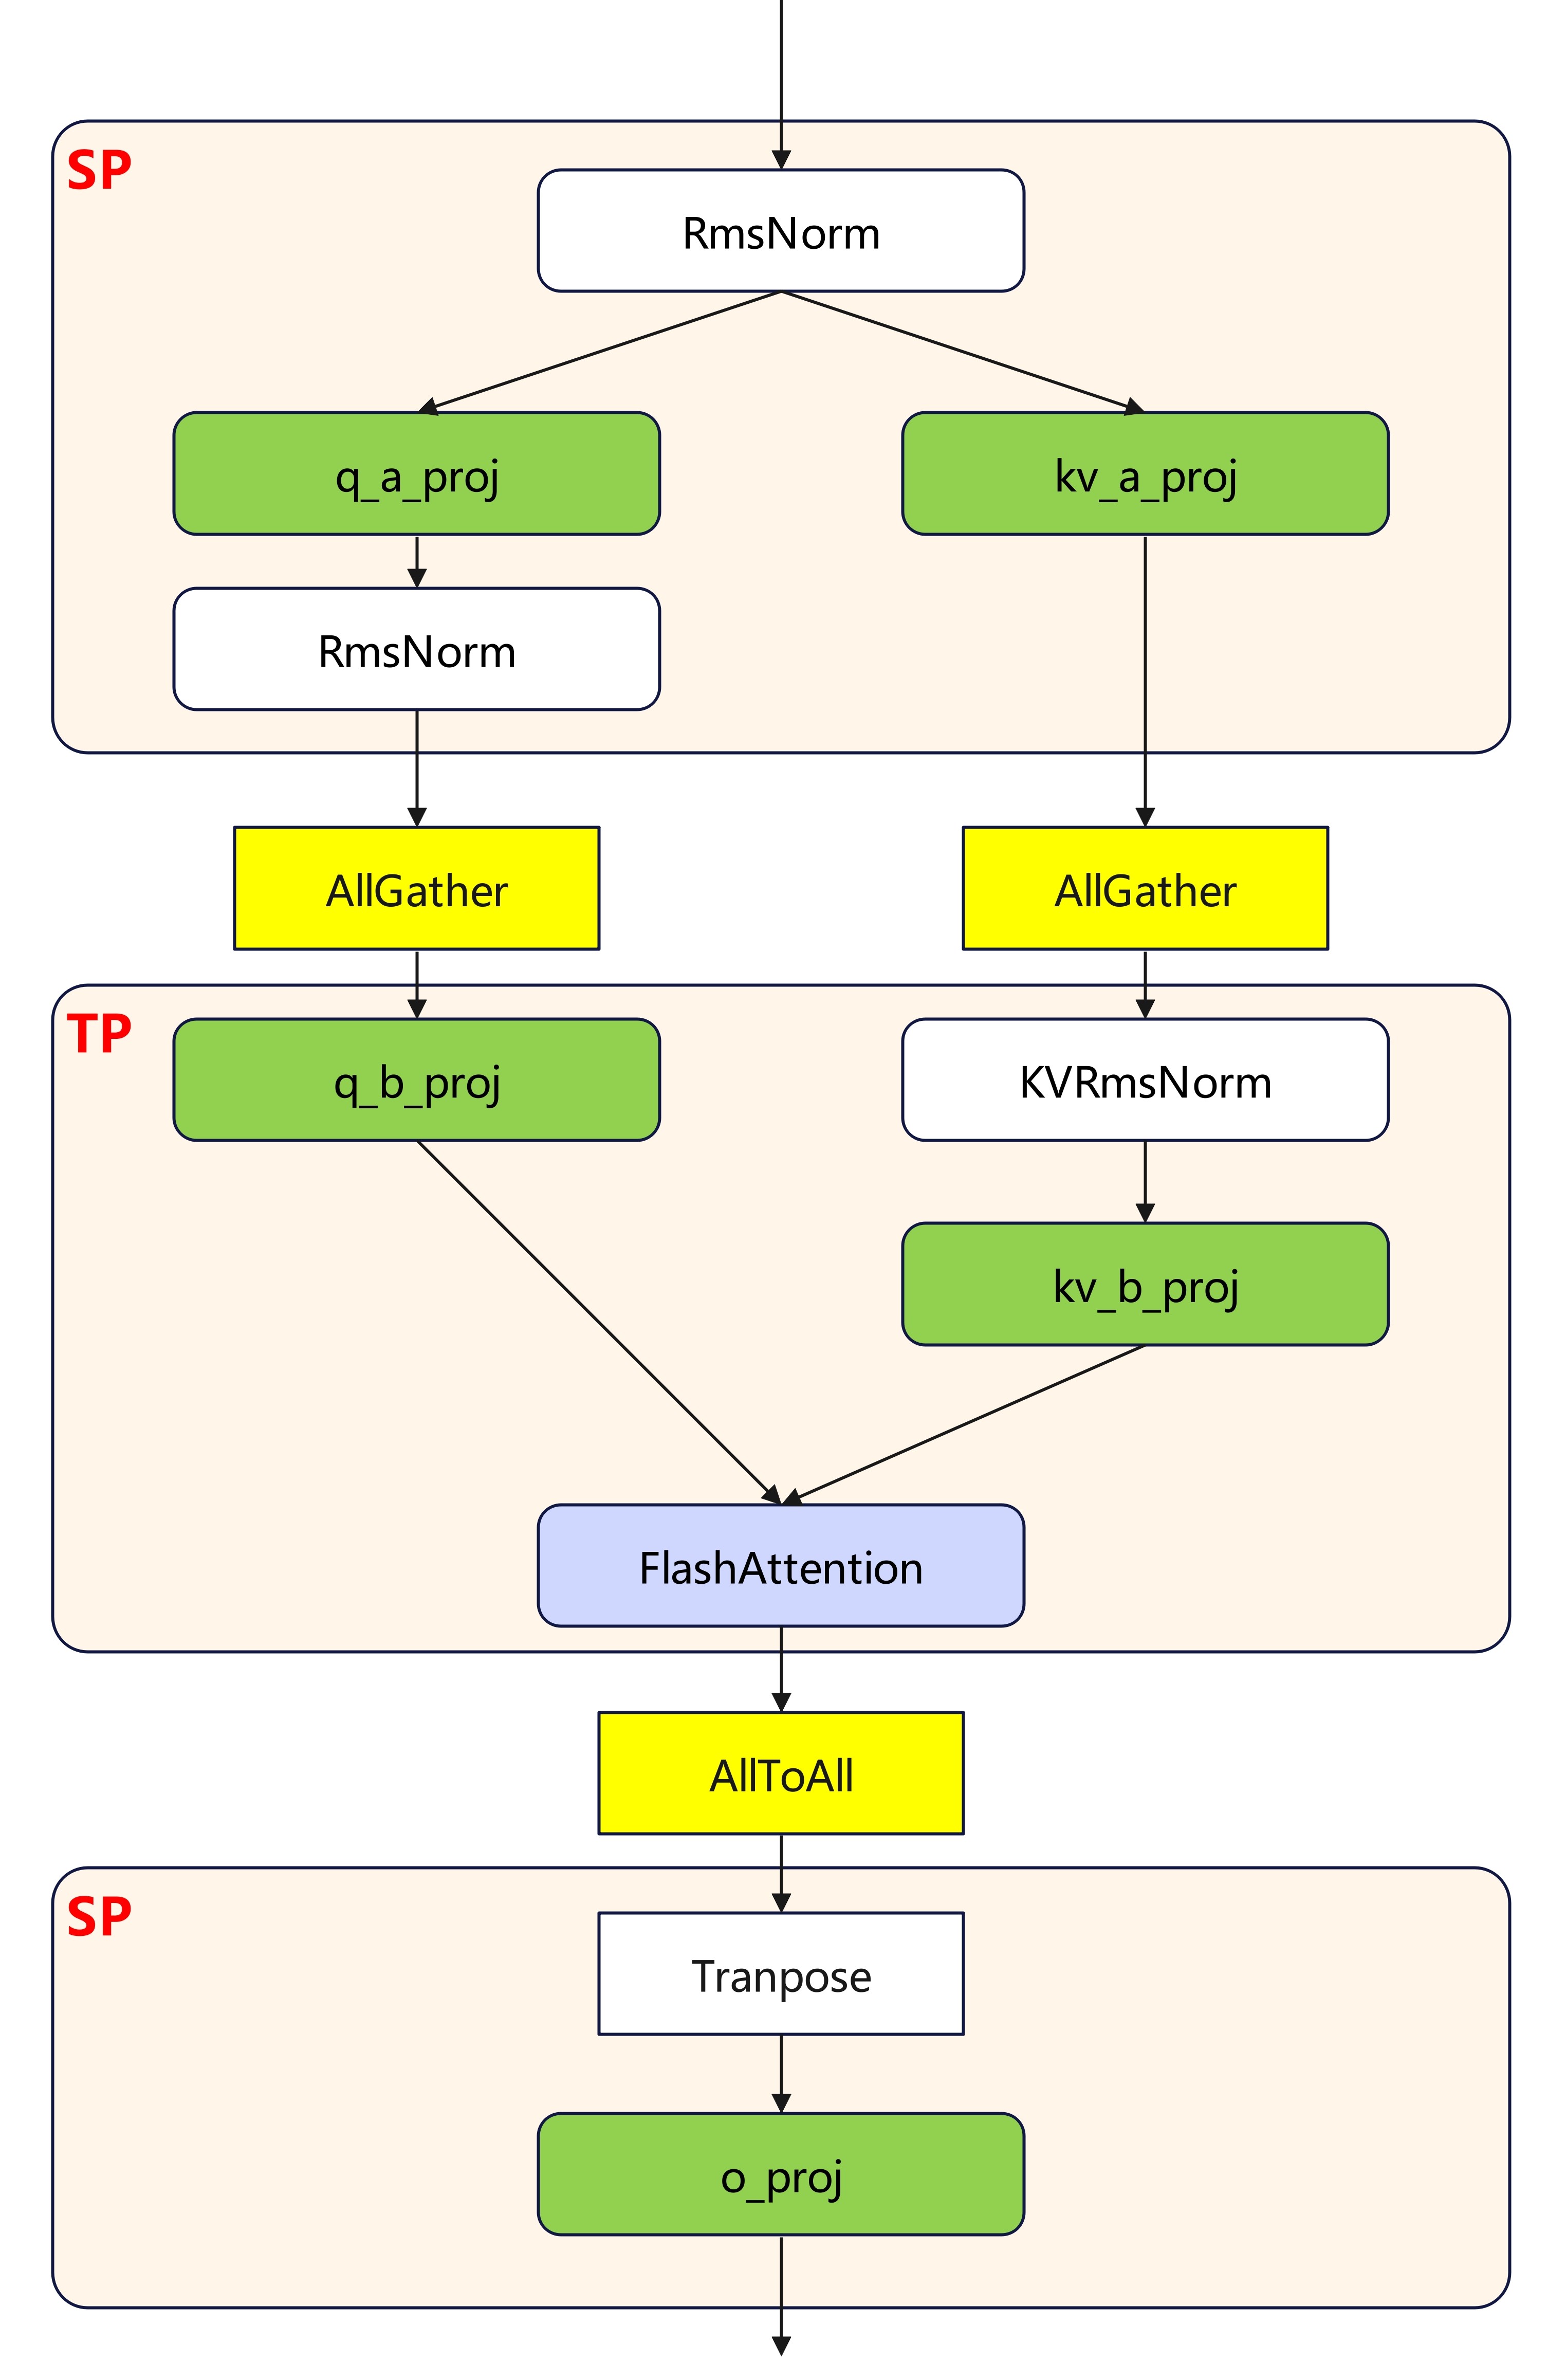 SP
RmsNorm
q_a_proj
kv_a_proj
RmsNorm
AllGather
AllGather
TP
q_b_proj
KVRmsNorm
kv_b_proj
FlashAttention
AllToAll
SP
Tranpose
o_proj